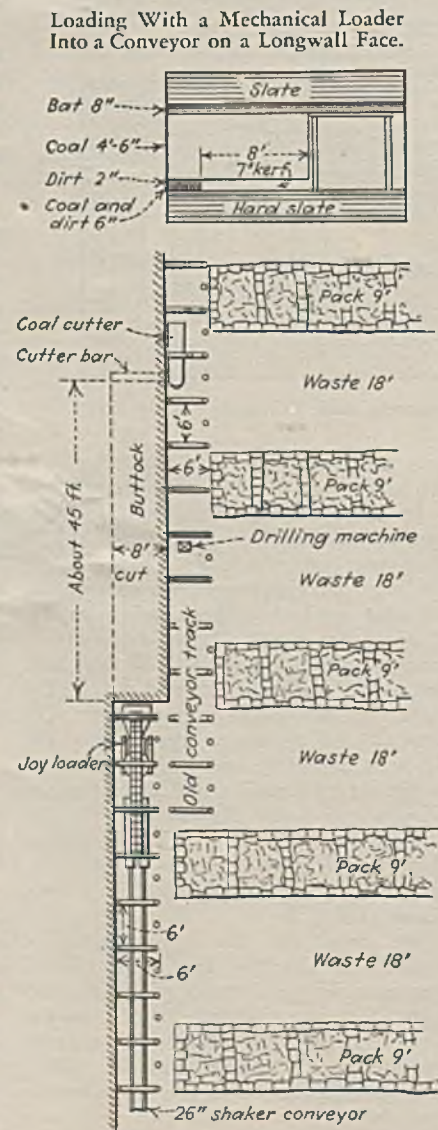 Loading With a Mechanical Loader
Into a Conveyor on a Longwall Face.
Slate
Bat 8"
Coal 4'-6"
8'
7" kerf
Dirt 2"
Coal and
dirt 6"
Hard slate
Pack 9'
Coal cutter
Cutter bar
Waste 18'
6'
6'
Buttock
Pack 9'
About 45 ft.
Drilling machine
8'
cut
Waste 18'
Old conveyor track
Pack 9'
Joy loader
Waste 18'
Pack 9'
6'
6'
Waste 18'
Pack 9'
26" shaker conveyor